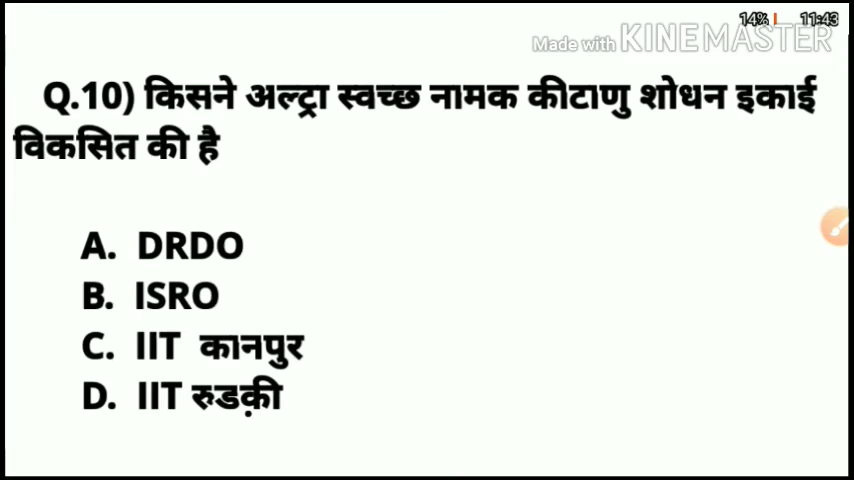 14% 11:43
Made with KINEMASTER
Q.10) किसने अल्ट्रा स्वच्छ नामक कीटाणु शोधन इकाई
विकसित की है
A. DRDO
B. ISRO
C. IIT कानपुर
D. IIT रुडक़ी